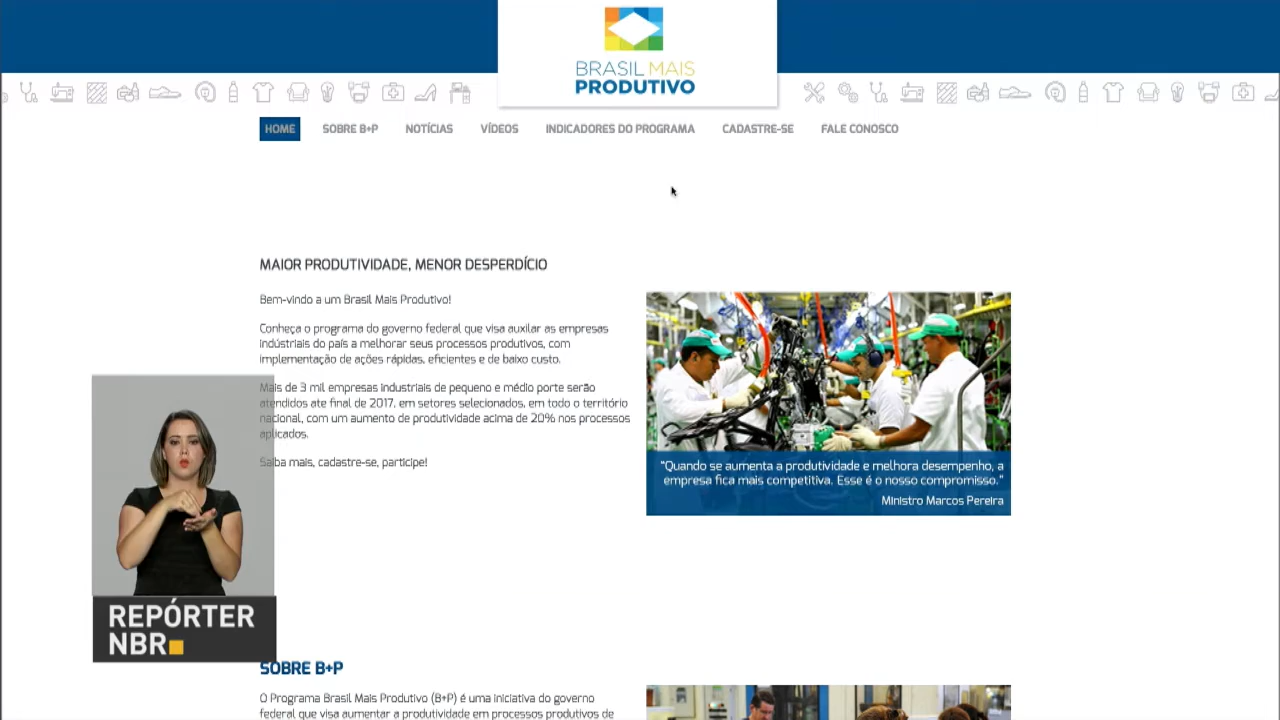 BRASIL MAIS
PRODUTIVO
HOME SOBRE B+P NOTÍCIAS VÍDEOS INDICADORES DO PROGRAMA CADASTRE-SE FALE CONOSCO
MAIOR PRODUTIVIDADE, MENOR DESPERDÍCIO
Bem-vindo a um Brasil Mais Produtivo!
Conheça o programa do governo federal que visa auxilar as empresas
indústriais do país a melhorar seus processos produtivos, com
implementação de ações rápidas, eficientes e de baixo custo.
Mais de 3 mil empresas industriais de pequeno e médio porte serão
atendidos ate final de 2017, em setores selecionados, em todo o território
nacional, com um aumento de produtividade acima de 20% nos processos
aplicados.
Saiba mais, cadastre-se, participe!
“Quando se aumenta a produtividade e melhora desempenho, a
empresa fica mais competitiva. Esse é o nosso compromisso.”
Ministro Marcos Pereira
REPÓRTER
NBR
SOBRE B+P
O Programa Brasil Mais Produtivo (B+P) é uma iniciativa do governo
federal que visa aumentar a produtividade em processos produtivos de